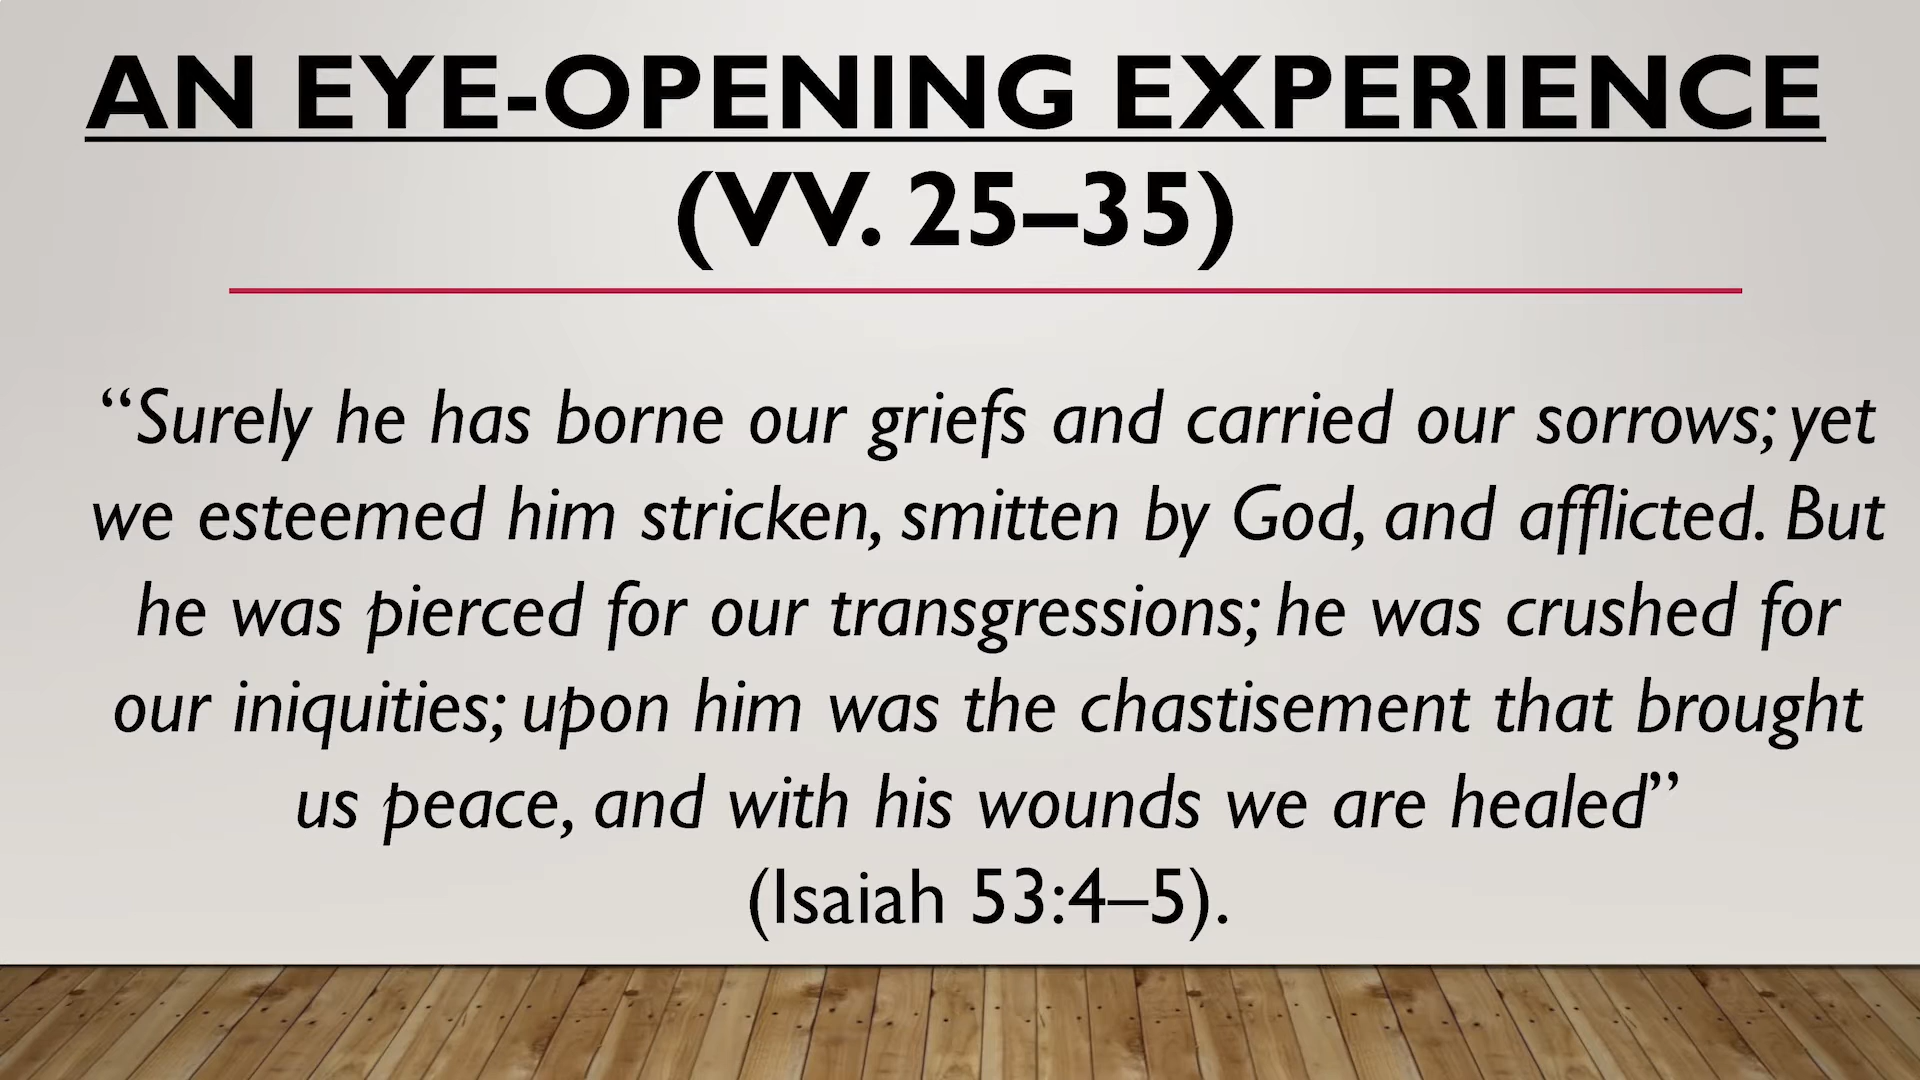 AN EYE-OPENING EXPERIENCE
(VV. 25–35)
“Surely he has borne our griefs and carried our sorrows; yet
we esteemed him stricken, smitten by God, and afflicted. But
he was pierced for our transgressions; he was crushed for
our iniquities; upon him was the chastisement that brought
us peace, and with his wounds we are healed”
(Isaiah 53:4–5).